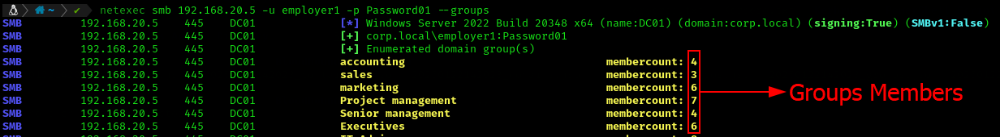 ~ ✔ netexec smb 192.168.20.5 -u employer1 -p Password01 --groups
SMB 192.168.20.5 445 DC01 [*] Windows Server 2022 Build 20348 x64 (name:DC01) (domain:corp.local) (signing:True) (SMBv1:False)
SMB 192.168.20.5 445 DC01 [+] corp.local\employer1:Password01
SMB 192.168.20.5 445 DC01 [+] Enumerated domain group(s)
SMB 192.168.20.5 445 DC01 accounting membercount: 4
SMB 192.168.20.5 445 DC01 sales membercount: 3
SMB 192.168.20.5 445 DC01 marketing membercount: 6
SMB 192.168.20.5 445 DC01 Project management membercount: 7
SMB 192.168.20.5 445 DC01 Senior management membercount: 4
SMB 192.168.20.5 445 DC01 Executives membercount: 6
Groups Members